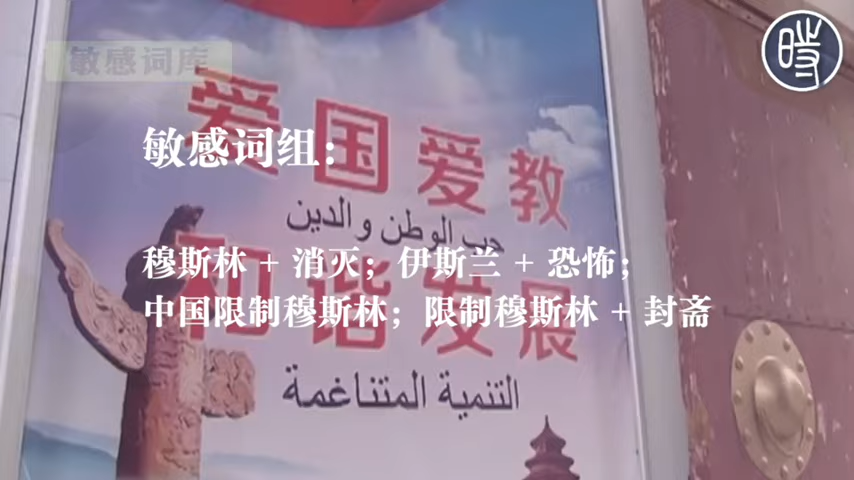 敏感词库
敏感词组：
爱国爱教
حب الوطن والدين
穆斯林 + 消灭；伊斯兰 + 恐怖；
和谐发展
中国限制穆斯林；限制穆斯林 + 封斋
التنمية المتناغمة